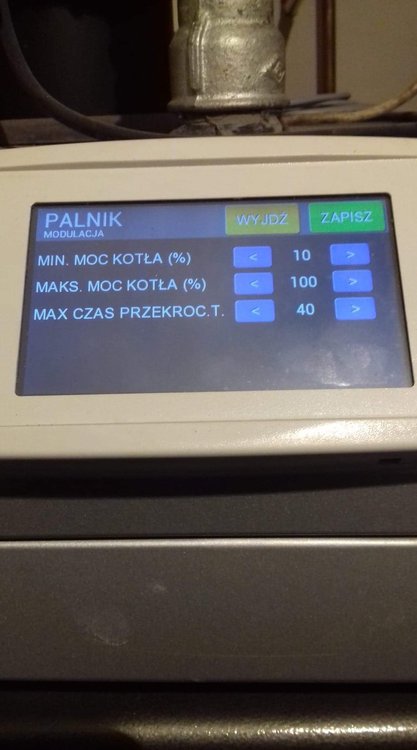 PALNIK WYJDŹ ZAPISZ
MODULACJA
MIN. MOC KOTŁA (%) < 10 >
MAKS. MOC KOTŁA (%) < 100 >
MAX CZAS PRZEKROC.T. < 40 >